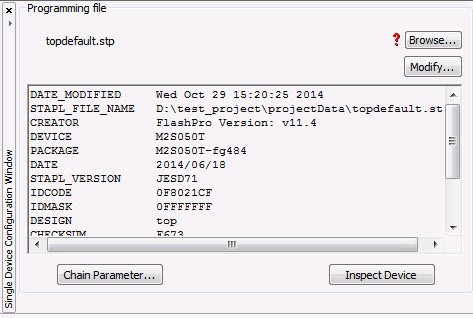 Programming file
topdefault.stp
? Browse...
Modify...
DATE_MODIFIED Wed Oct 29 15:20:25 2014
STAPL_FILE_NAME D:\test_project\projectData\topdefault.st
CREATOR FlashPro Version: v11.4
DEVICE M2S050T
PACKAGE M2S050T-fg484
DATE 2014/06/18
STAPL_VERSION JESD71
IDCODE 0F8021CF
IDMASK 0FFFFFFF
DESIGN top
CHECKSUM F673
Chain Parameter...
Inspect Device
Single Device Configuration Window